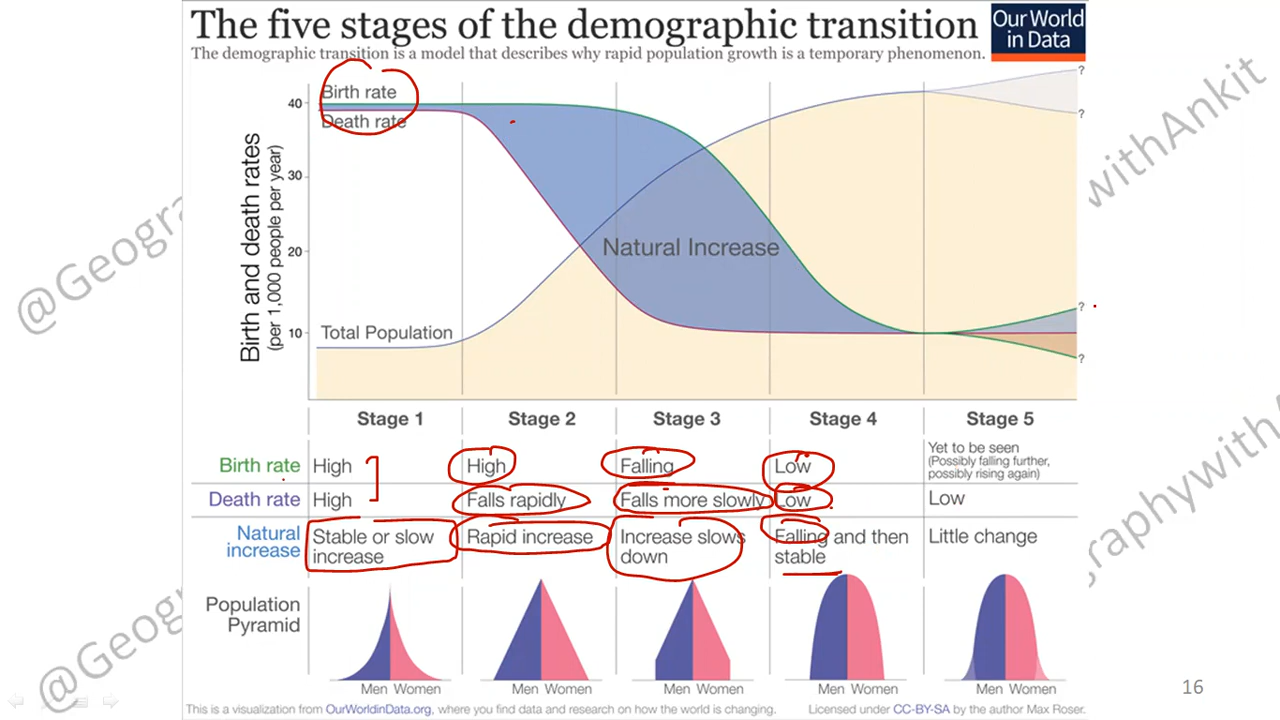 The five stages of the demographic transition
Our World
in Data
The demographic transition is a model that describes why rapid population growth is a temporary phenomenon.
Birth rate
Death rate
40
30
20
10
Birth and death rates
(per 1,000 people per year)
Natural Increase
Total Population
?
?
?
?
Stage 1
Stage 2
Stage 3
Stage 4
Stage 5
Birth rate
High
High
Falling
Low
Yet to be seen
(Possibly falling further,
possibly rising again)
Death rate
High
Falls rapidly
Falls more slowly
Low
Low
Natural
increase
Stable or slow
increase
Rapid increase
Increase slows
down
Falling and then
stable
Little change
Population
Pyramid
Men Women
Men Women
Men Women
Men Women
Men Women
This is a visualization from OurWorldinData.org, where you find data and research on how the world is changing.
Licensed under CC-BY-SA by the author Max Roser.
16
@Geogra
withAnkit
@Geog
graphywithA